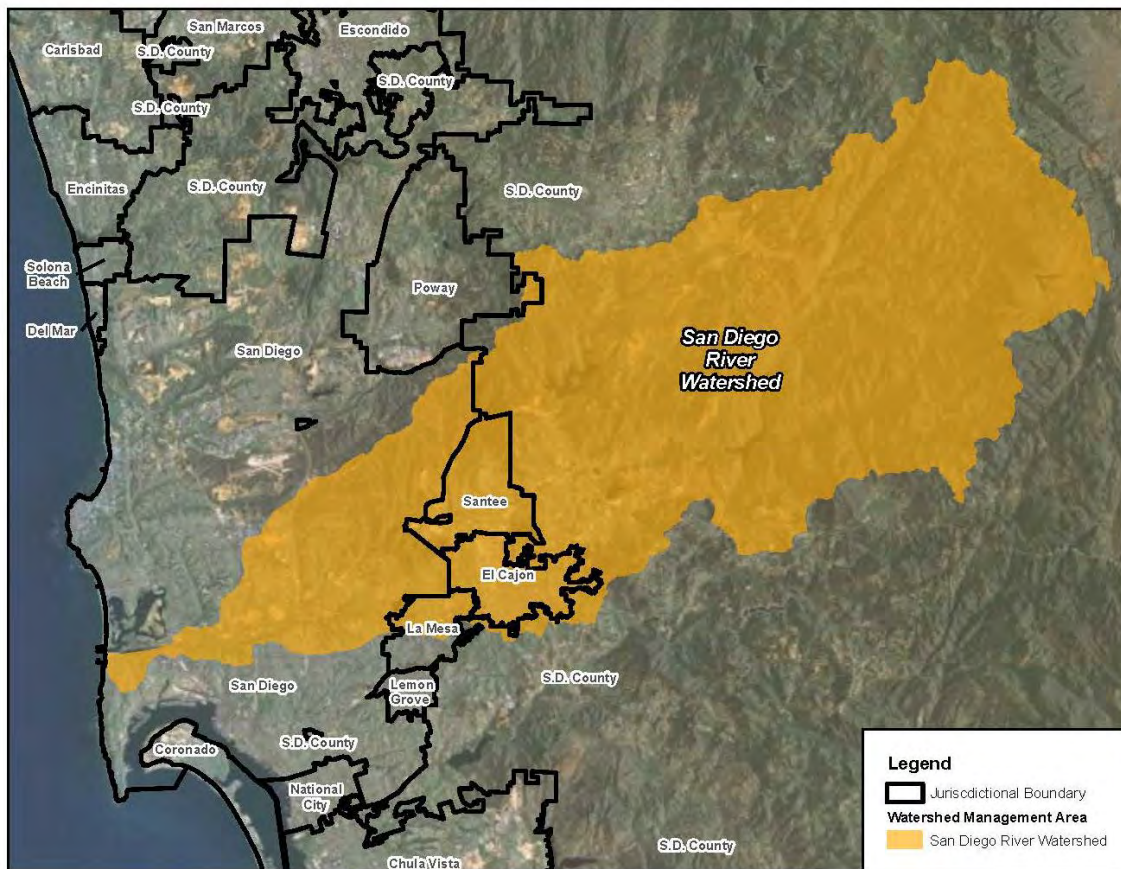 San Marcos
Escondido
Carlsbad
S.D. County
S.D. County
S.D. County
Encinitas
S.D. County
S.D. County
Solona
Beach
Poway
Del Mar
San Diego
San Diego
River
Watershed
Santee
El Cajon
La Mesa
San Diego
Lemon
Grove
S.D. County
Coronado
S.D. County
National
City
Chula Vista
S.D. County
Legend
Juriscdictional Boundary
Watershed Management Area
San Diego River Watershed